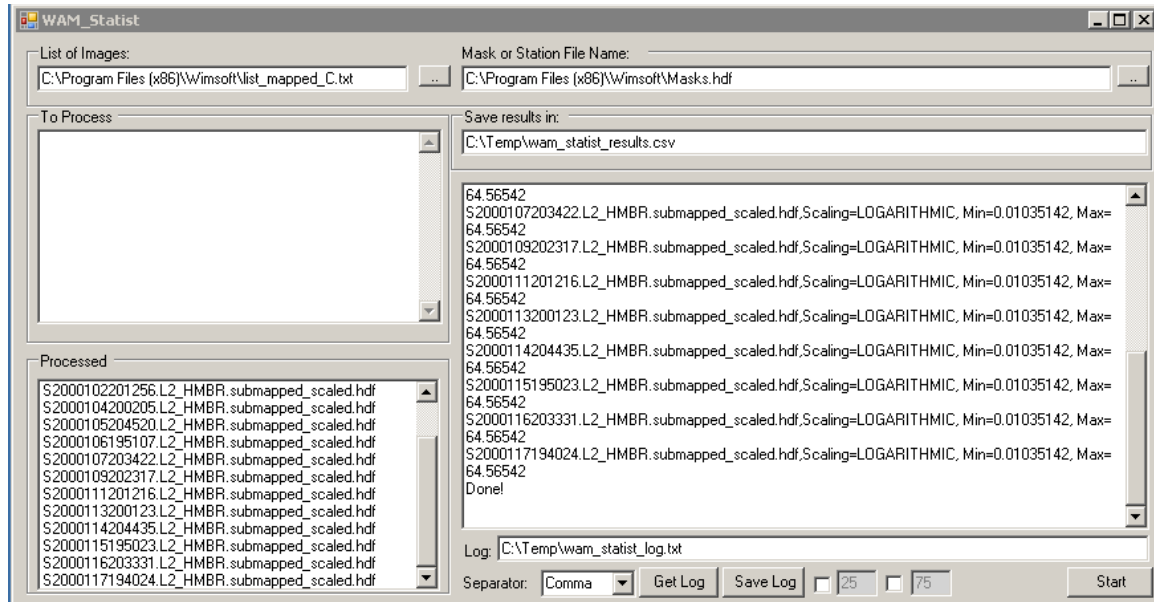 WAM_Statist
List of Images:
C:\Program Files (x86)\Wimsoft\list_mapped_C.txt
..
Mask or Station File Name:
C:\Program Files (x86)\Wimsoft\Masks.hdf
..
To Process
Save results in:
C:\Temp\wam_statist_results.csv
64.56542
S2000107203422.L2_HMBR.submapped_scaled.hdf,Scaling=LOGARITHMIC, Min=0.01035142, Max=
64.56542
S2000109202317.L2_HMBR.submapped_scaled.hdf,Scaling=LOGARITHMIC, Min=0.01035142, Max=
64.56542
S2000111201216.L2_HMBR.submapped_scaled.hdf,Scaling=LOGARITHMIC, Min=0.01035142, Max=
64.56542
S2000113200123.L2_HMBR.submapped_scaled.hdf,Scaling=LOGARITHMIC, Min=0.01035142, Max=
64.56542
S2000114204435.L2_HMBR.submapped_scaled.hdf,Scaling=LOGARITHMIC, Min=0.01035142, Max=
64.56542
S2000115195023.L2_HMBR.submapped_scaled.hdf,Scaling=LOGARITHMIC, Min=0.01035142, Max=
64.56542
S2000116203331.L2_HMBR.submapped_scaled.hdf,Scaling=LOGARITHMIC, Min=0.01035142, Max=
64.56542
S2000117194024.L2_HMBR.submapped_scaled.hdf,Scaling=LOGARITHMIC, Min=0.01035142, Max=
64.56542
Done!
Processed
S2000102201256.L2_HMBR.submapped_scaled.hdf
S2000104200205.L2_HMBR.submapped_scaled.hdf
S2000105204520.L2_HMBR.submapped_scaled.hdf
S2000106195107.L2_HMBR.submapped_scaled.hdf
S2000107203422.L2_HMBR.submapped_scaled.hdf
S2000109202317.L2_HMBR.submapped_scaled.hdf
S2000111201216.L2_HMBR.submapped_scaled.hdf
S2000113200123.L2_HMBR.submapped_scaled.hdf
S2000114204435.L2_HMBR.submapped_scaled.hdf
S2000115195023.L2_HMBR.submapped_scaled.hdf
S2000116203331.L2_HMBR.submapped_scaled.hdf
S2000117194024.L2_HMBR.submapped_scaled.hdf
Log: C:\Temp\wam_statist_log.txt
Separator: Comma Get Log Save Log 25 75 Start